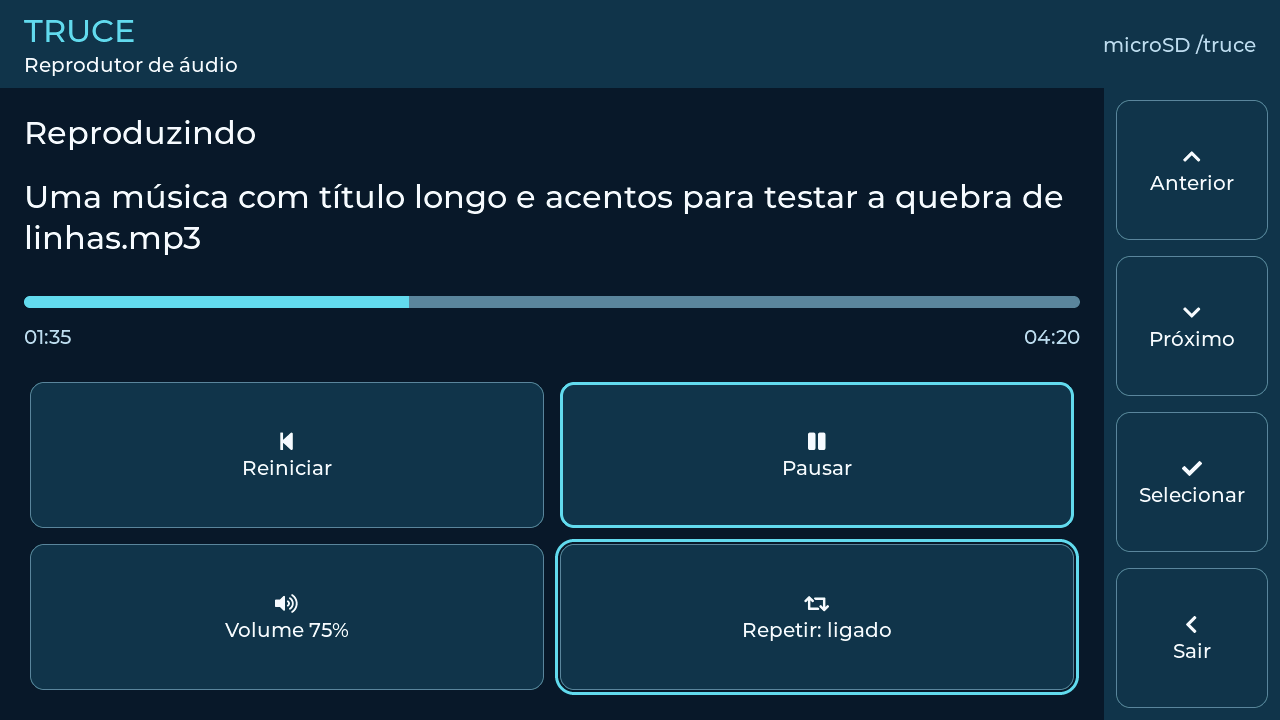 TRUCE
Reprodutor de áudio
microSD /truce
Reproduzindo
Uma música com título longo e acentos para testar a quebra de
linhas.mp3
01:35
04:20
Reiniciar
Pausar
Volume 75%
Repetir: ligado
Anterior
Próximo
Selecionar
Sair